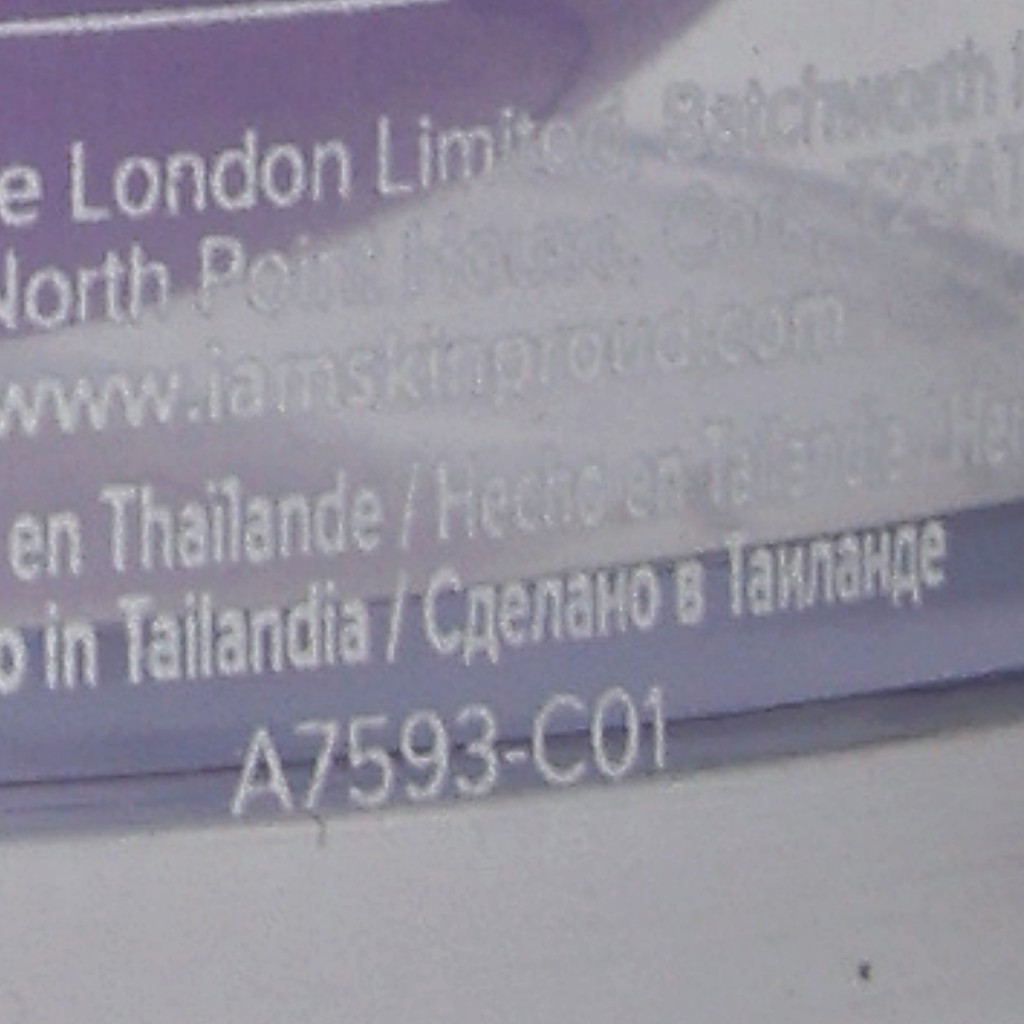 London Limited, Batchworth
North Point House,
www.iamskinproud.com
en Thaïlande / Hecho en Tailandia /
in Tailandia / Сделано в Таиланде
A7593-C01